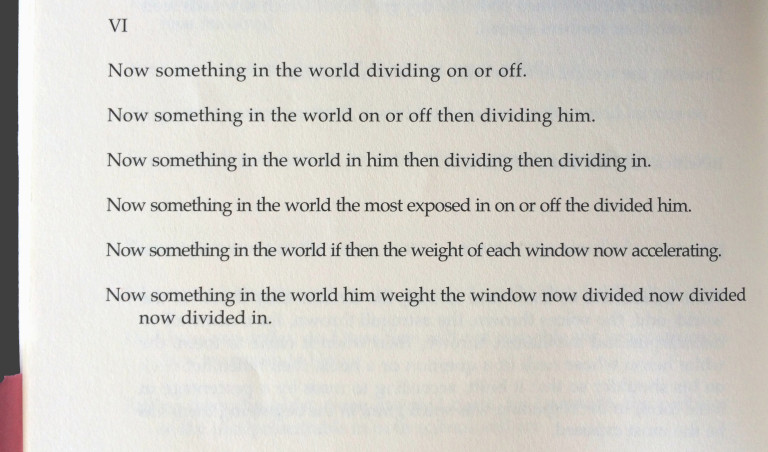 VI
Now something in the world dividing on or off.
Now something in the world on or off then dividing him.
Now something in the world in him then dividing then dividing in.
Now something in the world the most exposed in on or off the divided him.
Now something in the world if then the weight of each window now accelerating.
Now something in the world him weight the window now divided now divided
now divided in.